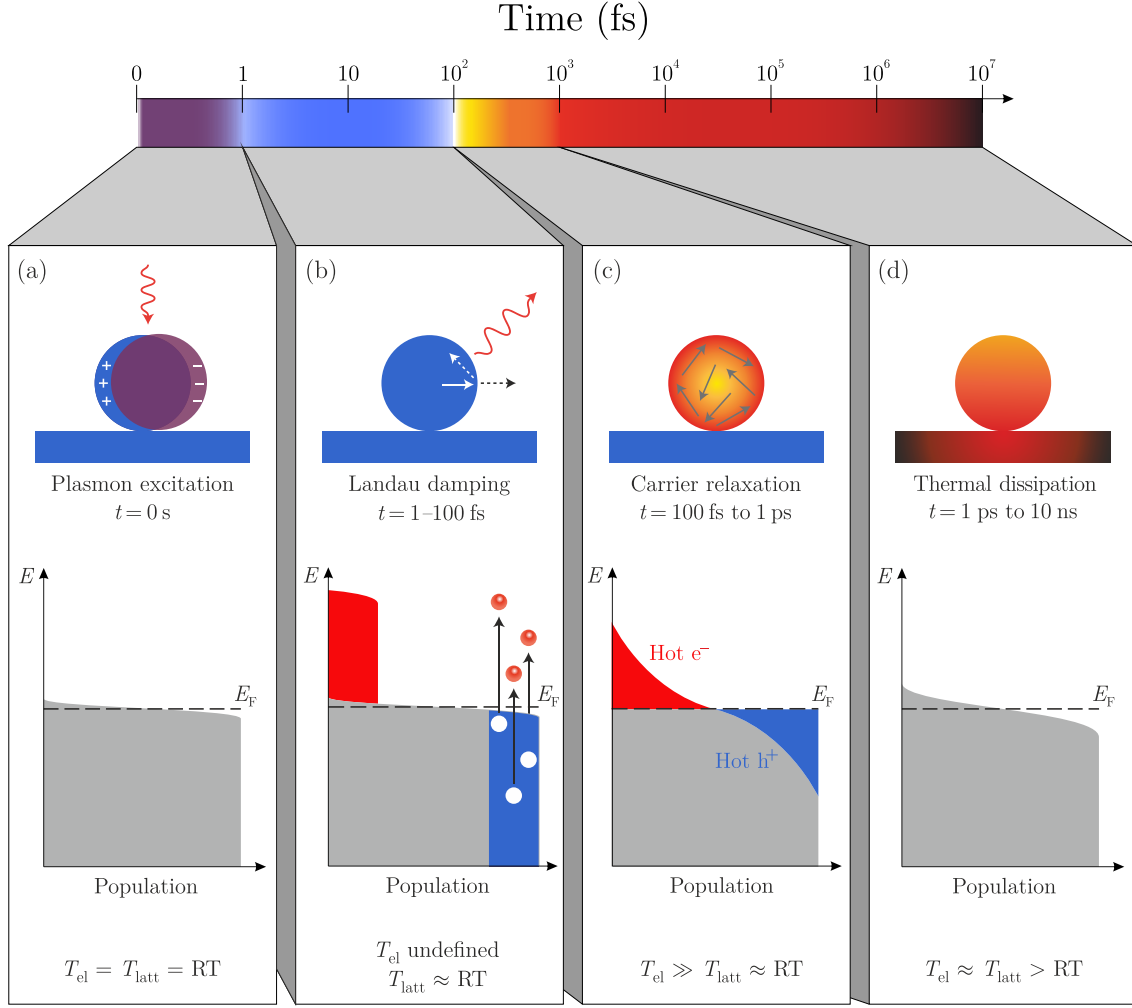 Time (fs)
0 1 10 10² 10³ 10⁴ 10⁵ 10⁶ 10⁷
(a)
+ −
+ −
+ −
Plasmon excitation
t = 0 s
E
E_F
Population
T_el = T_latt = RT
(b)
Landau damping
t = 1–100 fs
E
E_F
Population
T_el undefined
T_latt ≈ RT
(c)
Carrier relaxation
t = 100 fs to 1 ps
E
Hot e⁻
E_F
Hot h⁺
Population
T_el ≫ T_latt ≈ RT
(d)
Thermal dissipation
t = 1 ps to 10 ns
E
E_F
Population
T_el ≈ T_latt > RT